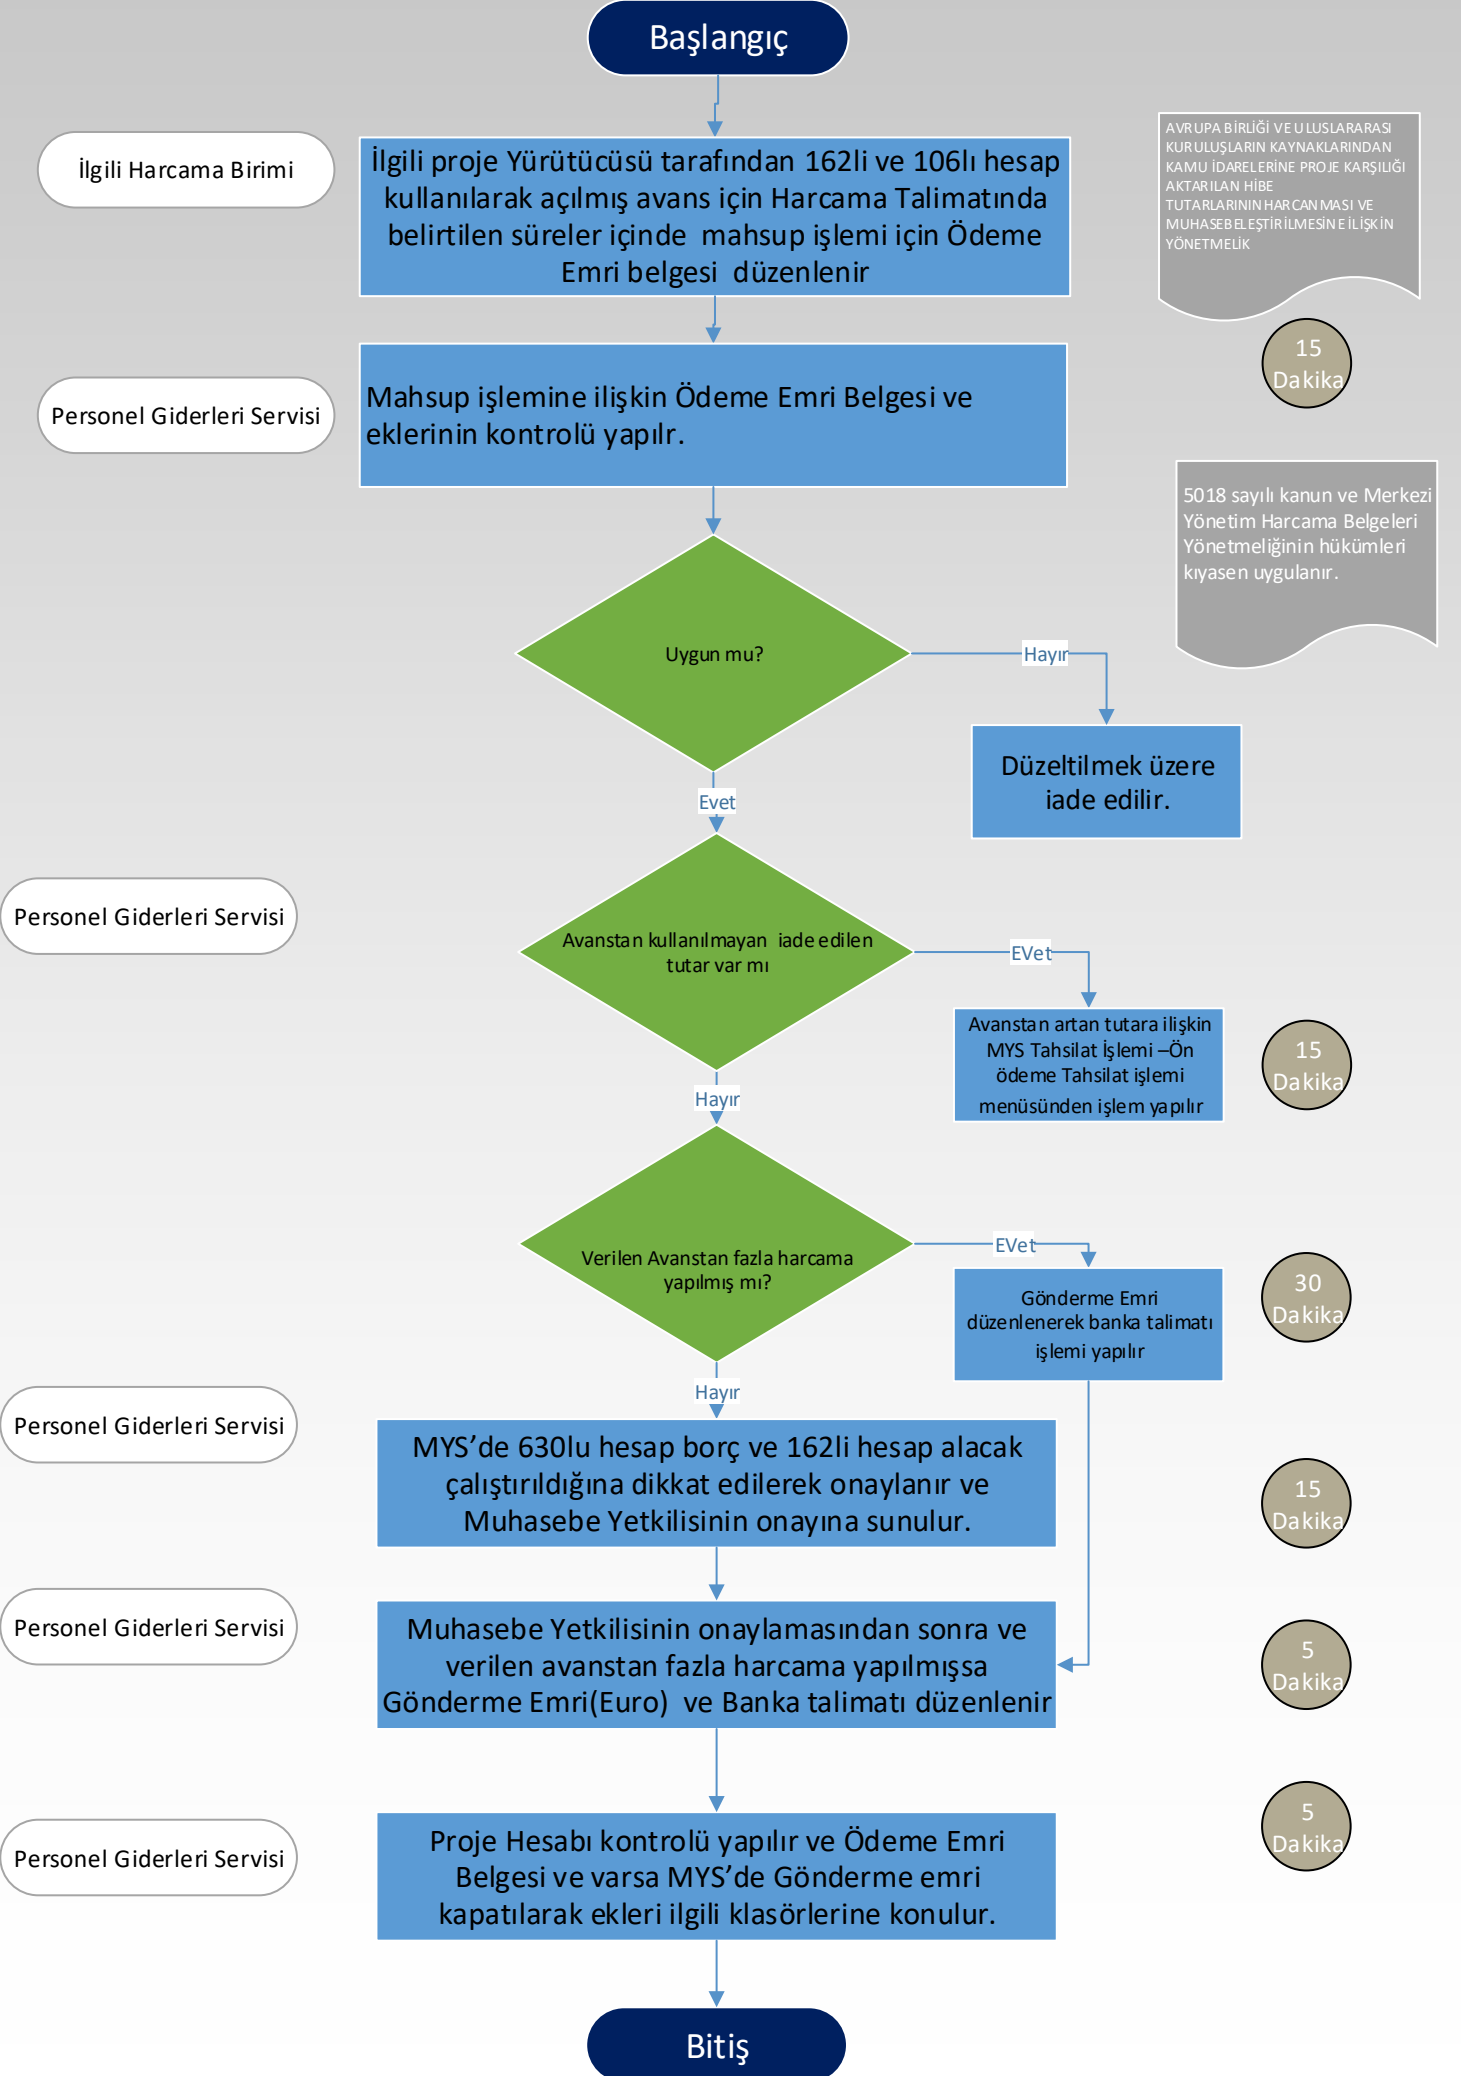 Başlangıç
İlgili Harcama Birimi
İlgili proje Yürütücüsü tarafından 162li ve 106lı hesap
kullanılarak açılmış avans için Harcama Talimatında
belirtilen süreler içinde mahsup işlemi için Ödeme
Emri belgesi düzenlenir
AVRUPA BİRLİĞİ VE ULUSLARARASI
KURULUŞLARIN KAYNAKLARINDAN
KAMU İDARELERİNE PROJE KARŞILIĞI
AKTARILAN HİBE
TUTARLARININ HARCANMASI VE
MUHASEBELEŞTİRİLMESİNE İLİŞKİN
YÖNETMELİK
15
Dakika
Personel Giderleri Servisi
Mahsup işlemine ilişkin Ödeme Emri Belgesi ve
eklerinin kontrolü yapılr.
5018 sayılı kanun ve Merkezi
Yönetim Harcama Belgeleri
Yönetmeliğinin hükümleri
kıyasen uygulanır.
Uygun mu?
Hayır
Düzeltilmek üzere
iade edilir.
Evet
Personel Giderleri Servisi
Avanstan kullanılmayan iade edilen
tutar var mı
EVet
Avanstan artan tutara ilişkin
MYS Tahsilat İşlemi –Ön
ödeme Tahsilat işlemi
menüsünden işlem yapılır
15
Dakika
Hayır
Verilen Avanstan fazla harcama
yapılmış mı?
EVet
Gönderme Emri
düzenlenerek banka talimatı
işlemi yapılır
30
Dakika
Hayır
Personel Giderleri Servisi
MYS’de 630lu hesap borç ve 162li hesap alacak
çalıştırıldığına dikkat edilerek onaylanır ve
Muhasebe Yetkilisinin onayına sunulur.
15
Dakika
Personel Giderleri Servisi
Muhasebe Yetkilisinin onaylamasından sonra ve
verilen avanstan fazla harcama yapılmışsa
Gönderme Emri(Euro) ve Banka talimatı düzenlenir
5
Dakika
Personel Giderleri Servisi
Proje Hesabı kontrolü yapılır ve Ödeme Emri
Belgesi ve varsa MYS’de Gönderme emri
kapatılarak ekleri ilgili klasörlerine konulur.
5
Dakika
Bitiş